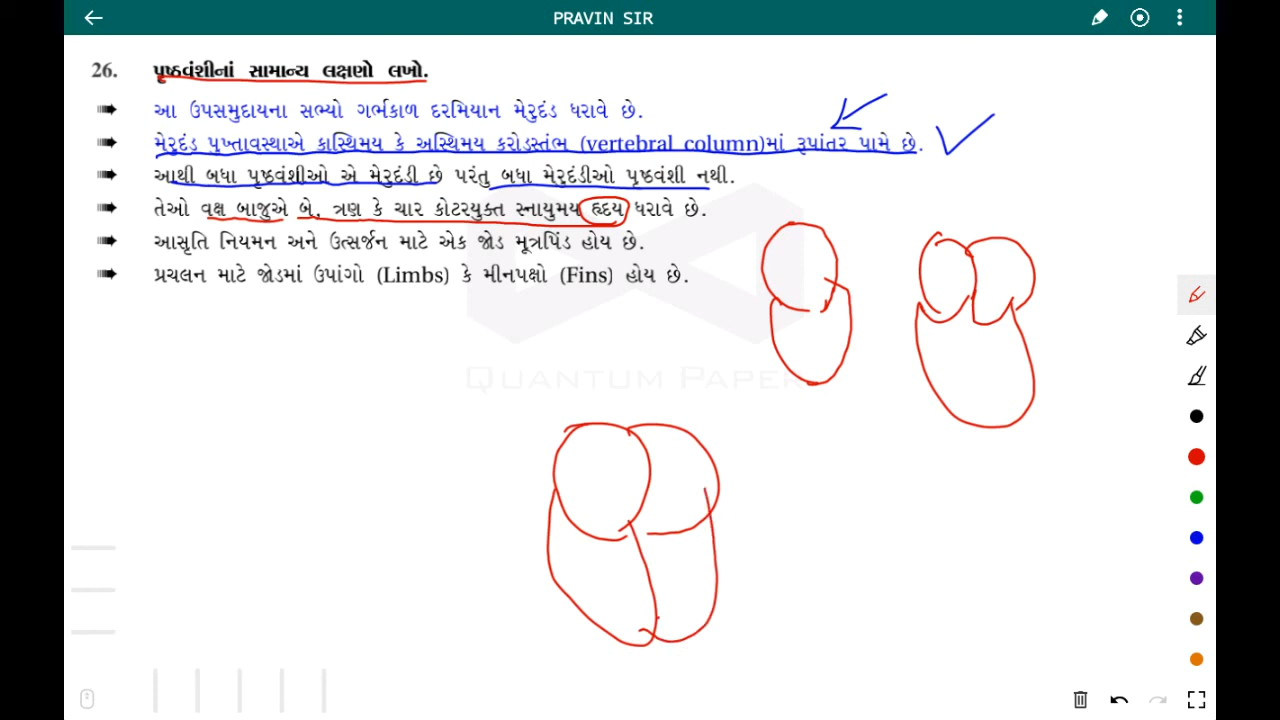 PRAVIN SIR
26. પૃષ્ઠવંશીનાં સામાન્ય લક્ષણો લખો.
આ ઉપસમુદાયના સભ્યો ગર્ભકાળ દરમિયાન મેરુદંડ ધરાવે છે.
મેરુદંડ પુખ્તાવસ્થાએ કાસ્થિમય કે અસ્થિમય કરોડસ્તંભ (vertebral column)માં રૂપાંતર પામે છે.
આથી બધા પૃષ્ઠવંશીઓ એ મેરુદંડી છે પરંતુ બધા મેરુદંડીઓ પૃષ્ઠવંશી નથી.
તેઓ વક્ષ બાજુએ બે, ત્રણ કે ચાર કોટરયુક્ત સ્નાયુમય હૃદય ધરાવે છે.
આસૃતિ નિયમન અને ઉત્સર્જન માટે એક જોડ મૂત્રપિંડ હોય છે.
પ્રચલન માટે જોડમાં ઉપાંગો (Limbs) કે મીનપક્ષો (Fins) હોય છે.
QUANTUM PAPER